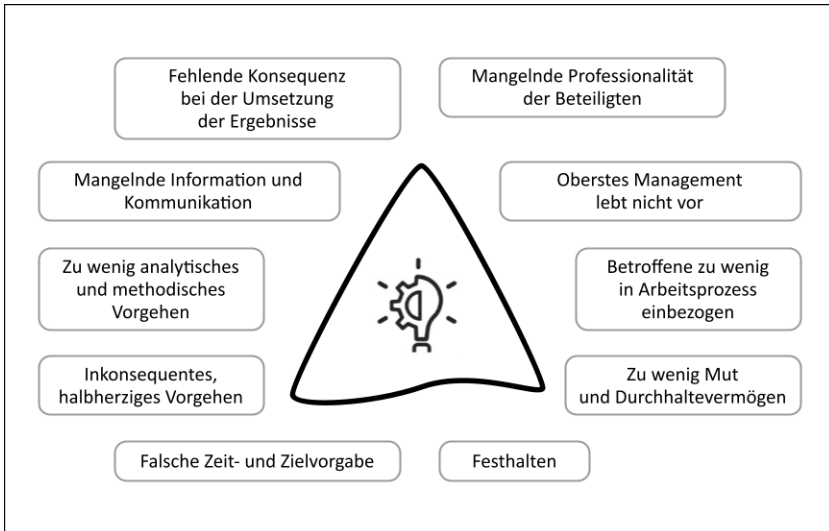 Fehlende Konsequenz
bei der Umsetzung
der Ergebnisse
Mangelnde Professionalität
der Beteiligten
Mangelnde Information und
Kommunikation
Oberstes Management
lebt nicht vor
Zu wenig analytisches
und methodisches
Vorgehen
Betroffene zu wenig
in Arbeitsprozess
einbezogen
Inkonsequentes,
halbherziges Vorgehen
Zu wenig Mut
und Durchhaltevermögen
Falsche Zeit- und Zielvorgabe
Festhalten